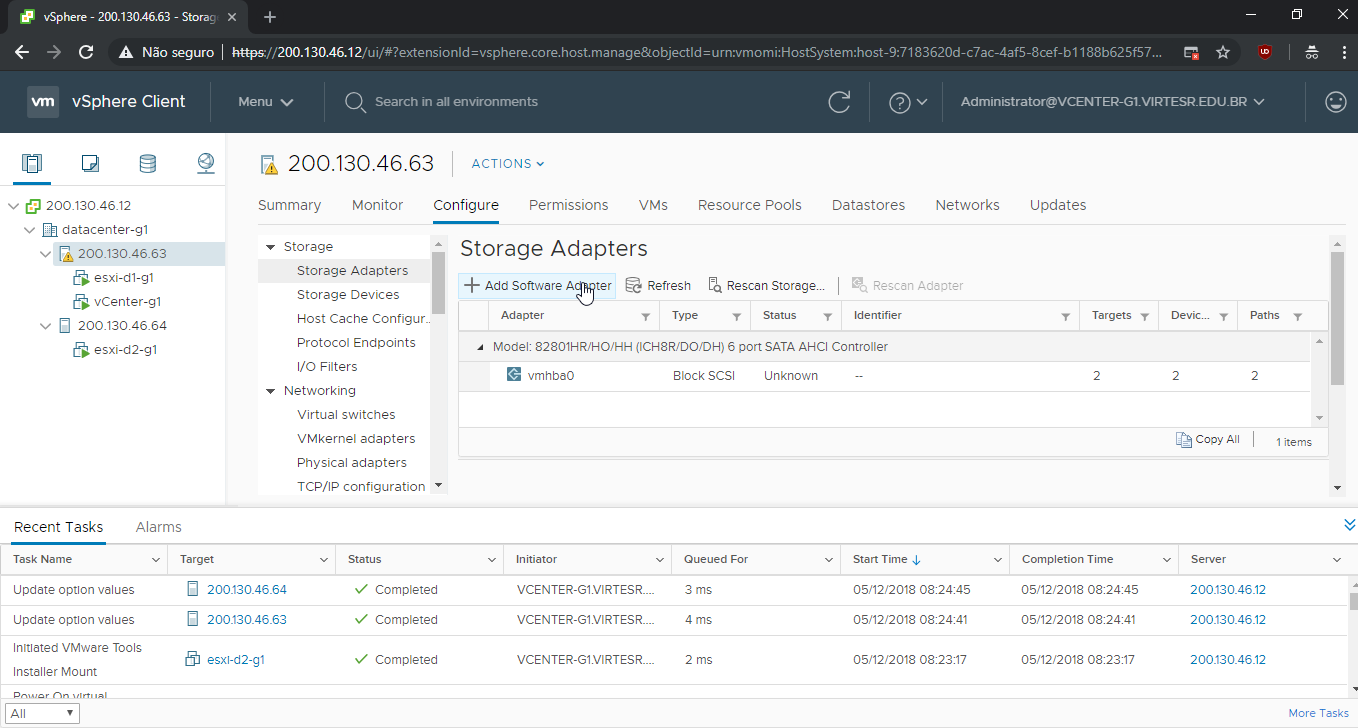 vSphere - 200.130.46.63 - Storag
Não seguro https://200.130.46.12/ui/#?extensionId=vsphere.core.host.manage&objectId=urn:vmomi:HostSystem:host-9:7183620d-c7ac-4af5-8cef-b1188b625f57...
vm vSphere Client Menu Search in all environments Administrator@VCENTER-G1.VIRTESR.EDU.BR
200.130.46.63 ACTIONS
Summary Monitor Configure Permissions VMs Resource Pools Datastores Networks Updates
200.130.46.12
datacenter-g1
200.130.46.63
esxi-d1-g1
vCenter-g1
200.130.46.64
esxi-d2-g1
Storage
Storage Adapters
Storage Devices
Host Cache Configur..
Protocol Endpoints
I/O Filters
Networking
Virtual switches
VMkernel adapters
Physical adapters
TCP/IP configuration
Storage Adapters
Add Software Adapter Refresh Rescan Storage... Rescan Adapter
Adapter Type Status Identifier Targets Devic... Paths
Model: 82801HR/HO/HH (ICH8R/DO/DH) 6 port SATA AHCI Controller
vmhba0 Block SCSI Unknown -- 2 2 2
Copy All 1 items
Recent Tasks Alarms
Task Name Target Status Initiator Queued For Start Time Completion Time Server
Update option values 200.130.46.64 Completed VCENTER-G1.VIRTESR.... 3 ms 05/12/2018 08:24:45 05/12/2018 08:24:45 200.130.46.12
Update option values 200.130.46.63 Completed VCENTER-G1.VIRTESR.... 4 ms 05/12/2018 08:24:41 05/12/2018 08:24:41 200.130.46.12
Initiated VMware Tools
Installer Mount esxi-d2-g1 Completed VCENTER-G1.VIRTESR.... 2 ms 05/12/2018 08:23:17 05/12/2018 08:23:17 200.130.46.12
Power On virtual
All More Tasks